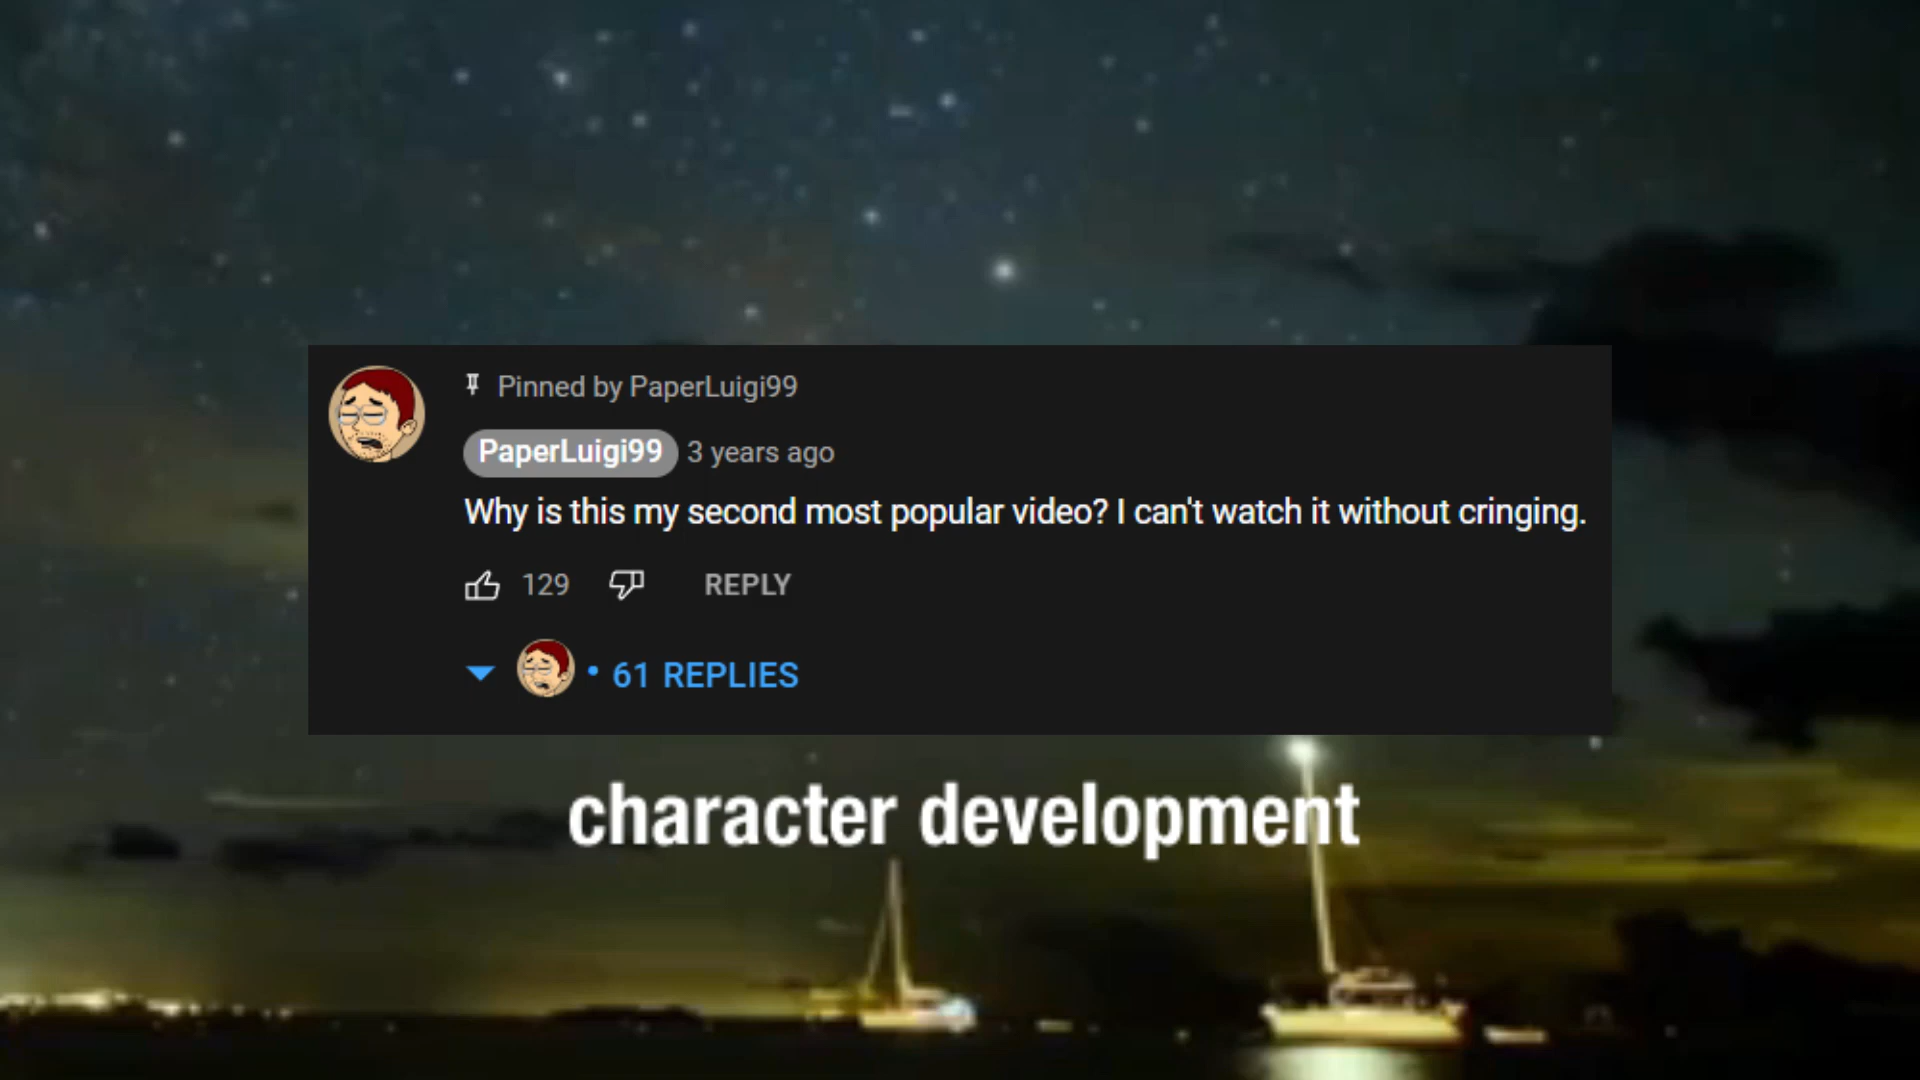 Pinned by PaperLuigi99
PaperLuigi99 3 years ago
Why is this my second most popular video? I can't watch it without cringing.
129 REPLY
• 61 REPLIES
character development